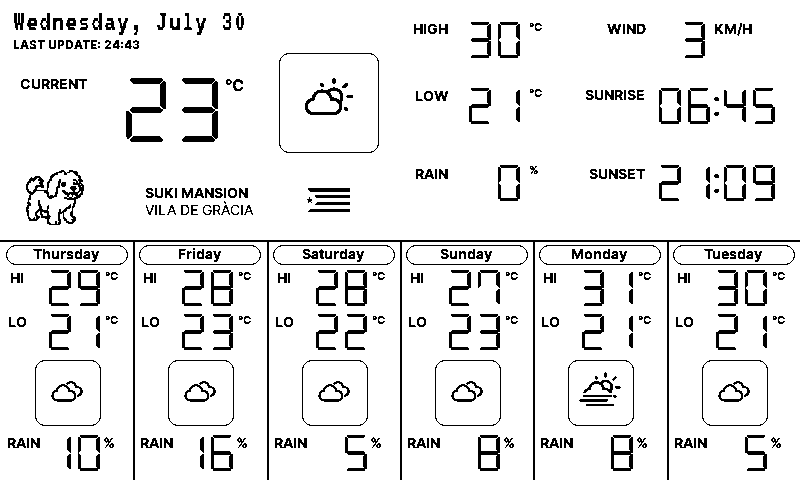 Wednesday, July 30
LAST UPDATE: 24:43
CURRENT 23 °C
SUKI MANSION
VILA DE GRÀCIA
HIGH 30 °C
WIND 3 KM/H
LOW 21 °C
SUNRISE 06:45
RAIN 0 %
SUNSET 21:09
Thursday
HI 29 °C
LO 21 °C
RAIN 10 %
Friday
HI 28 °C
LO 23 °C
RAIN 16 %
Saturday
HI 28 °C
LO 22 °C
RAIN 5 %
Sunday
HI 27 °C
LO 23 °C
RAIN 8 %
Monday
HI 31 °C
LO 21 °C
RAIN 8 %
Tuesday
HI 30 °C
LO 21 °C
RAIN 5 %